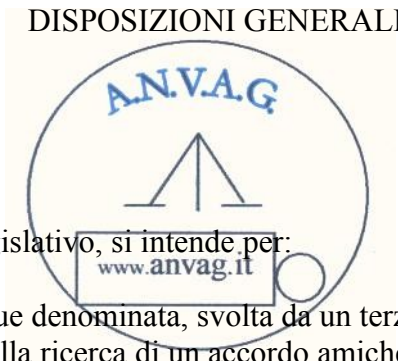 DISPOSIZIONI GENERALI
A.N.V.A.G.
islativo, si intende per:
www.anvag.it
ue denominata, svolta da un terz
lla ricerca di un accordo amiche